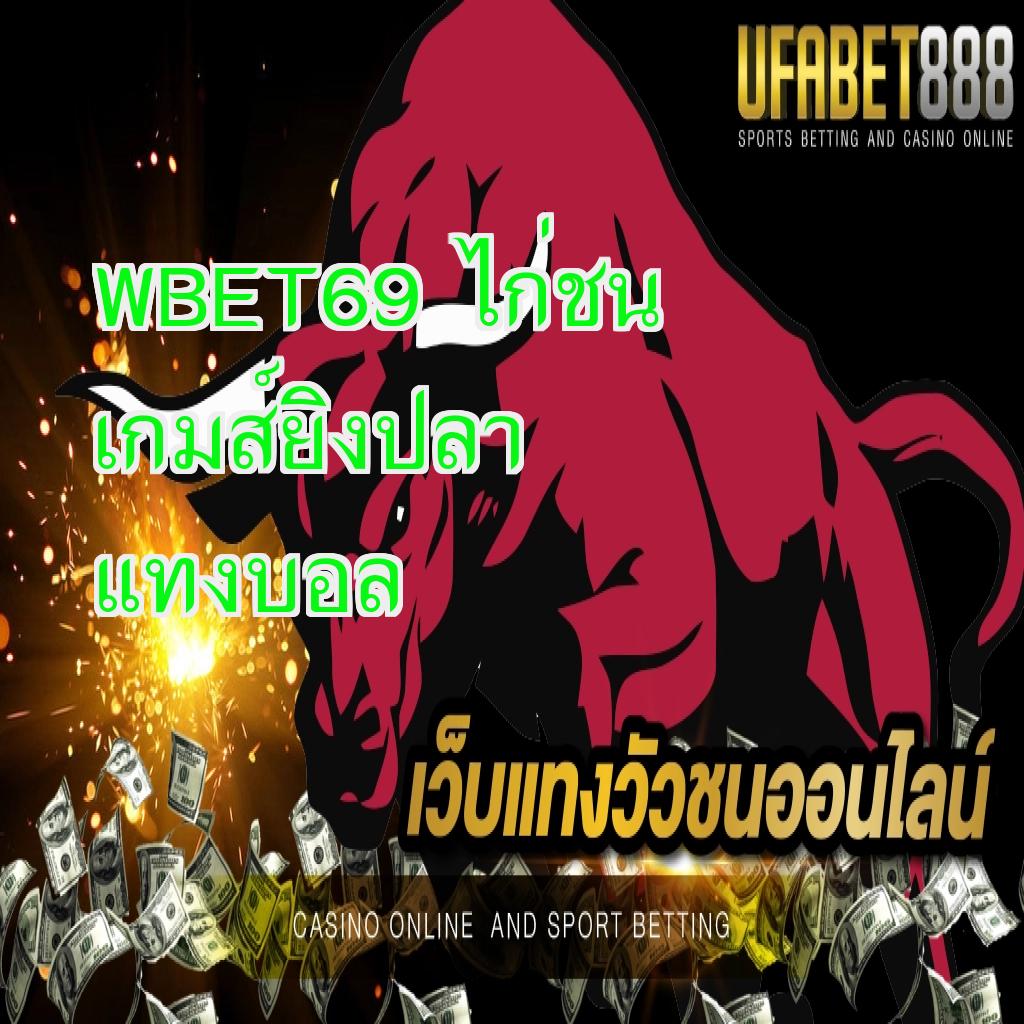 UFABET888
SPORTS BETTING AND CASINO ONLINE
WBET69 ไก่ชน
เกมส์ยิงปลา
แทงบอล
เว็บแทงวัวชนออนไลน์
CASINO ONLINE AND SPORT BETTING